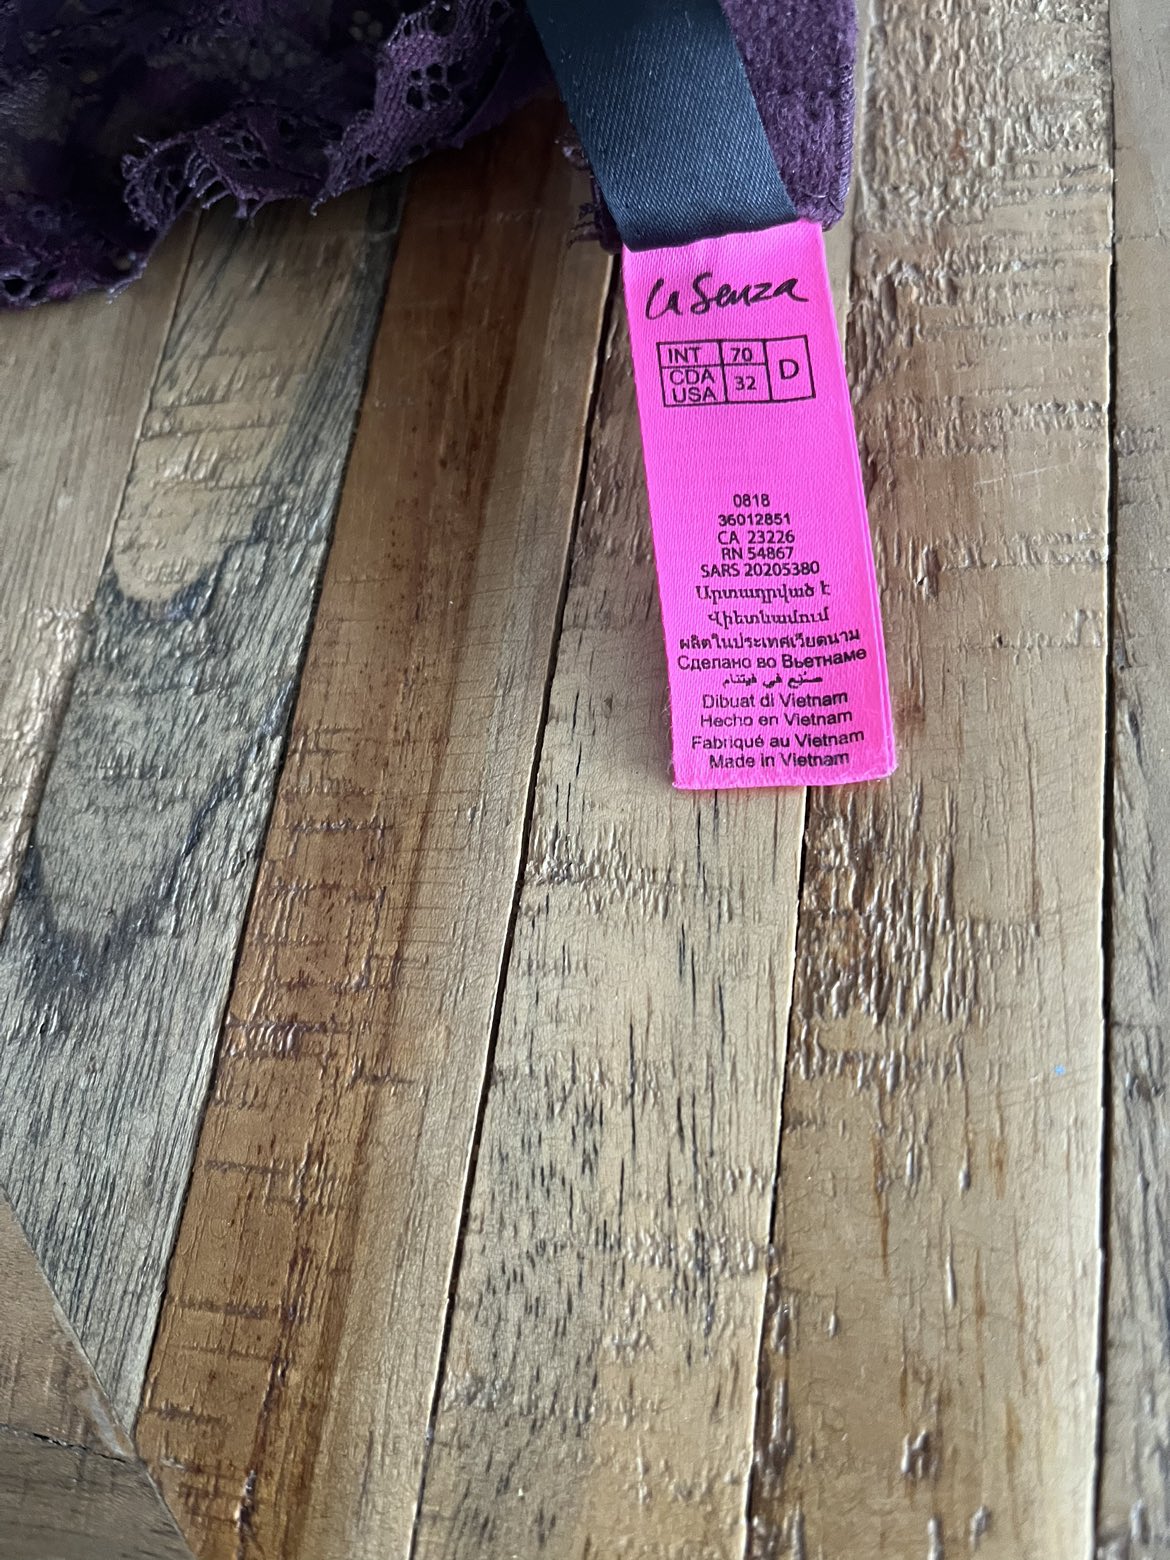 La Senza
INT 70 D
CDA USA 32
0818
36012851
CA 23226
RN 54867
SARS 20205380
Արտադրված է
Վիետնամում
ผลิตในประเทศเวียดนาม
Сделано во Вьетнаме
صنع في فيتنام
Dibuat di Vietnam
Hecho en Vietnam
Fabriqué au Vietnam
Made in Vietnam